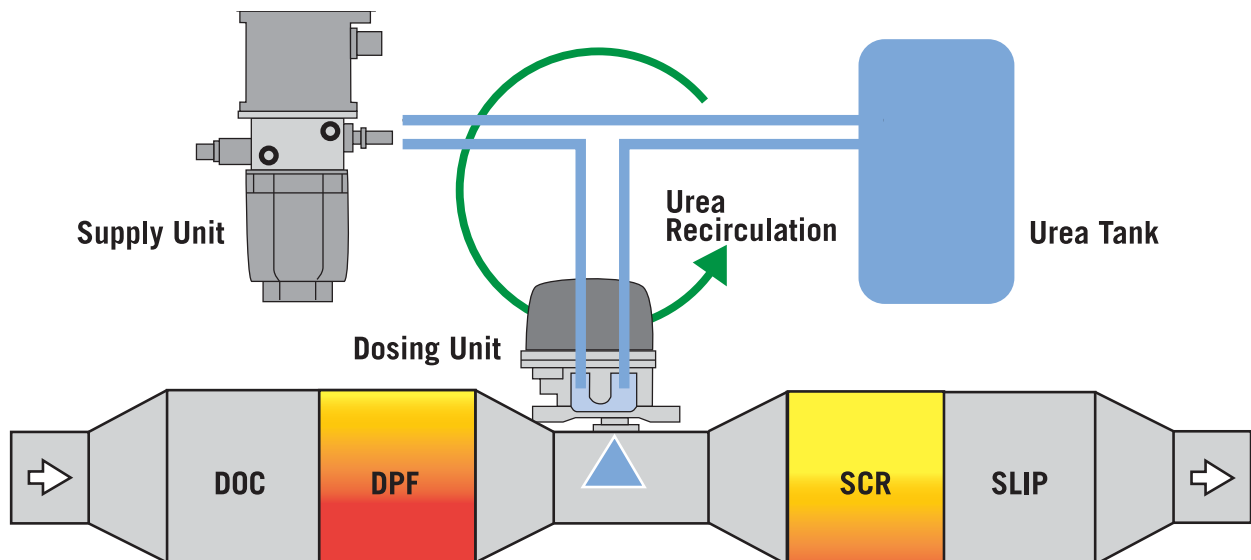 Supply Unit
Urea
Recirculation
Urea Tank
Dosing Unit
DOC
DPF
SCR
SLIP